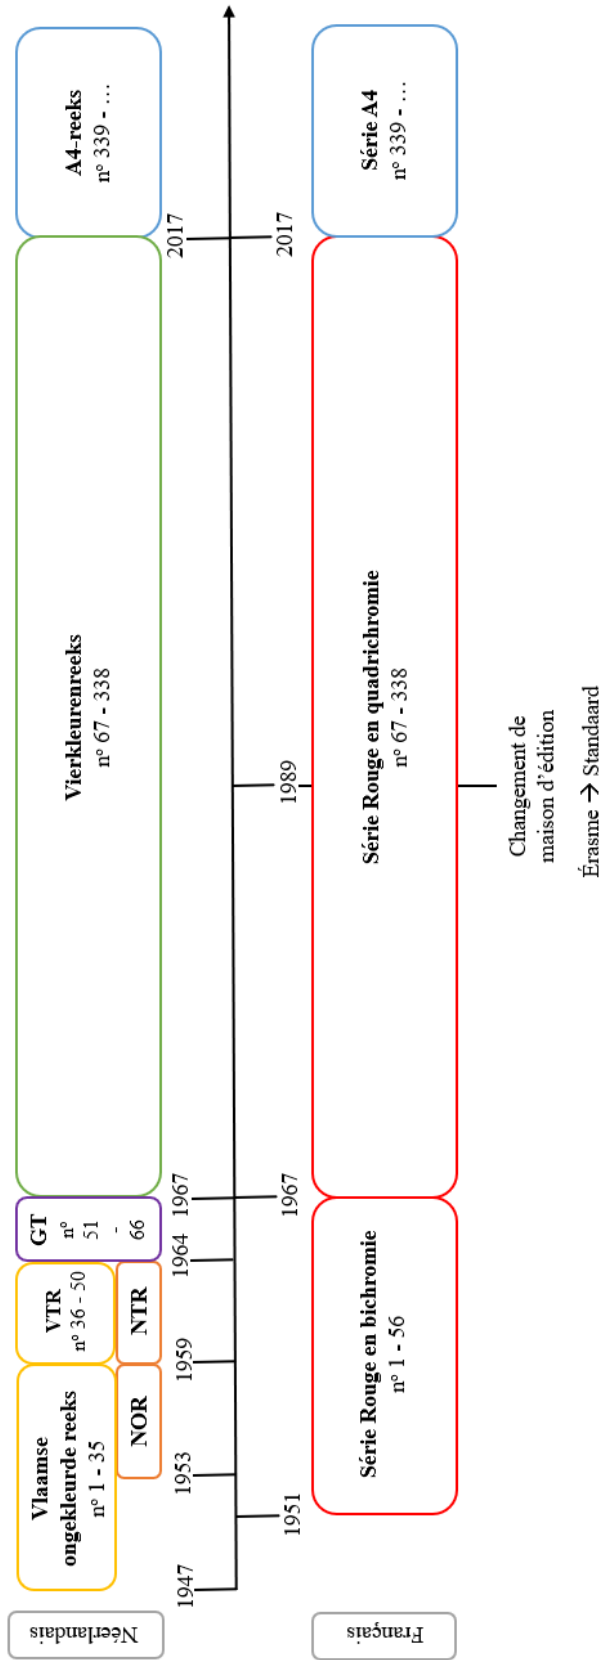 Néerlandais
Vlaamse
ongekleurde reeks
nº 1 - 35
NOR
VTR
nº 36 - 50
NTR
GT
nº
51
-
66
Vierkleurenreeks
nº 67 - 338
A4-reeks
nº 339 - …
1947
1953
1959
1964
1967
2017
1951
1967
1989
2017
Français
Série Rouge en bichromie
nº 1 - 56
Série Rouge en quadrichromie
nº 67 - 338
Série A4
nº 339 - …
Changement de
maison d’édition
Érasme → Standaard